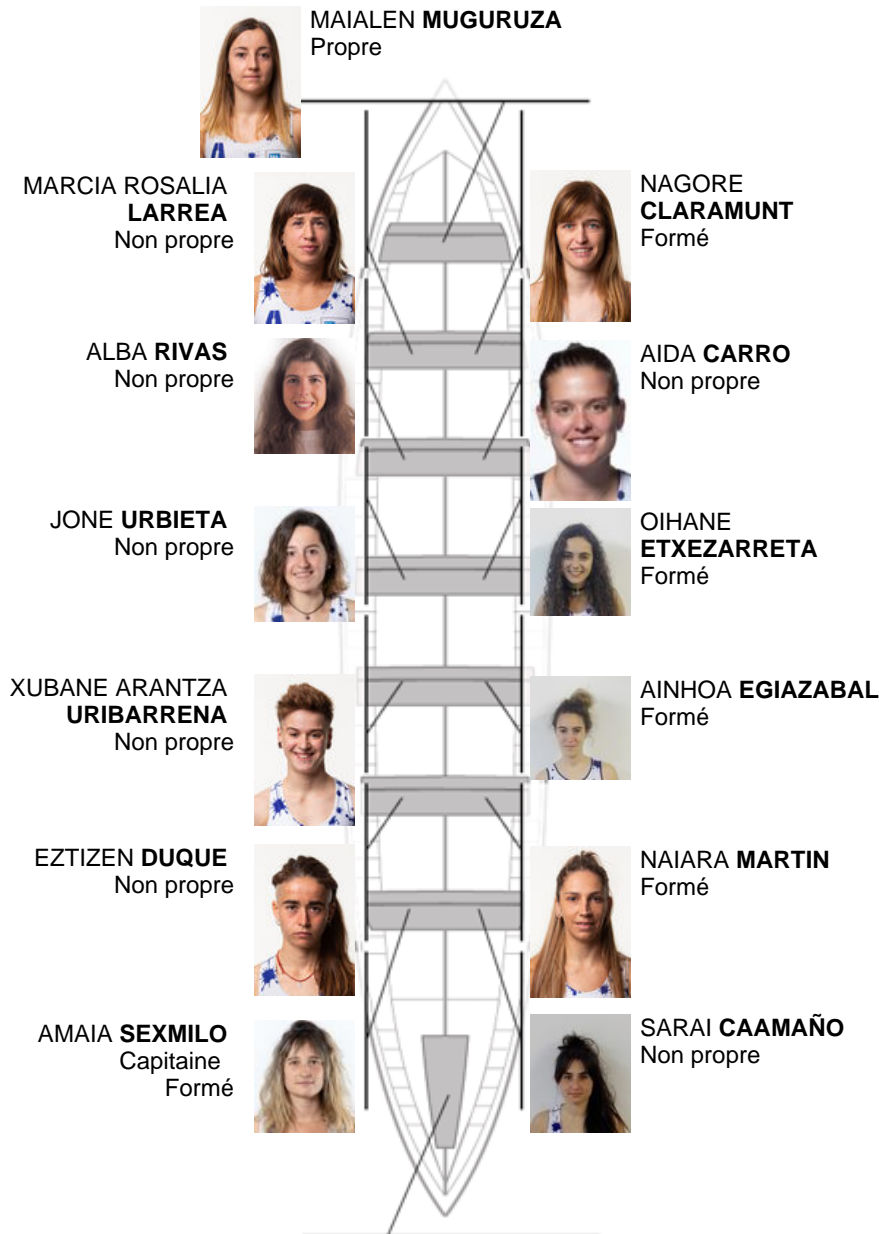 MAIALEN MUGURUZA
Propre
MARCIA ROSALIA
LARREA
Non propre
NAGORE
CLARAMUNT
Formé
ALBA RIVAS
Non propre
AIDA CARRO
Non propre
JONE URBIETA
Non propre
OIHANE
ETXEZARRETA
Formé
XUBANE ARANTZA
URIBARRENA
Non propre
AINHOA EGIAZABAL
Formé
EZTIZEN DUQUE
Non propre
NAIARA MARTIN
Formé
AMAIA SEXMILO
Capitaine
Formé
SARAI CAAMAÑO
Non propre